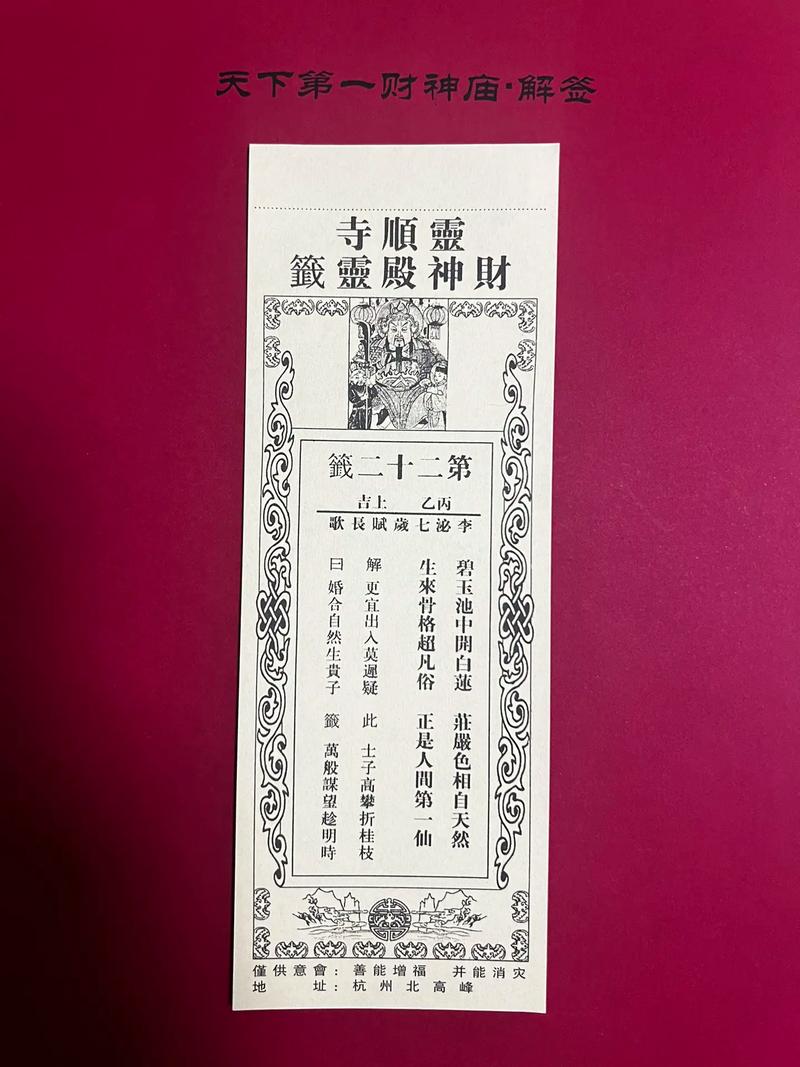 天下第一财神庙·解签
靈順寺
財神殿靈籤
第二十二籤
丙乙 上吉
李泌七歲賦長歌
碧玉池中開白蓮 莊嚴色相自天然
生來骨格超凡俗 正是人間第一仙
解 更宜出入莫遲疑 此 士子高攀折桂枝
曰 婚合自然生貴子 籤 萬般謀望趁明時
僅供意會：善能增福 并能消灾
地址：杭州北高峰